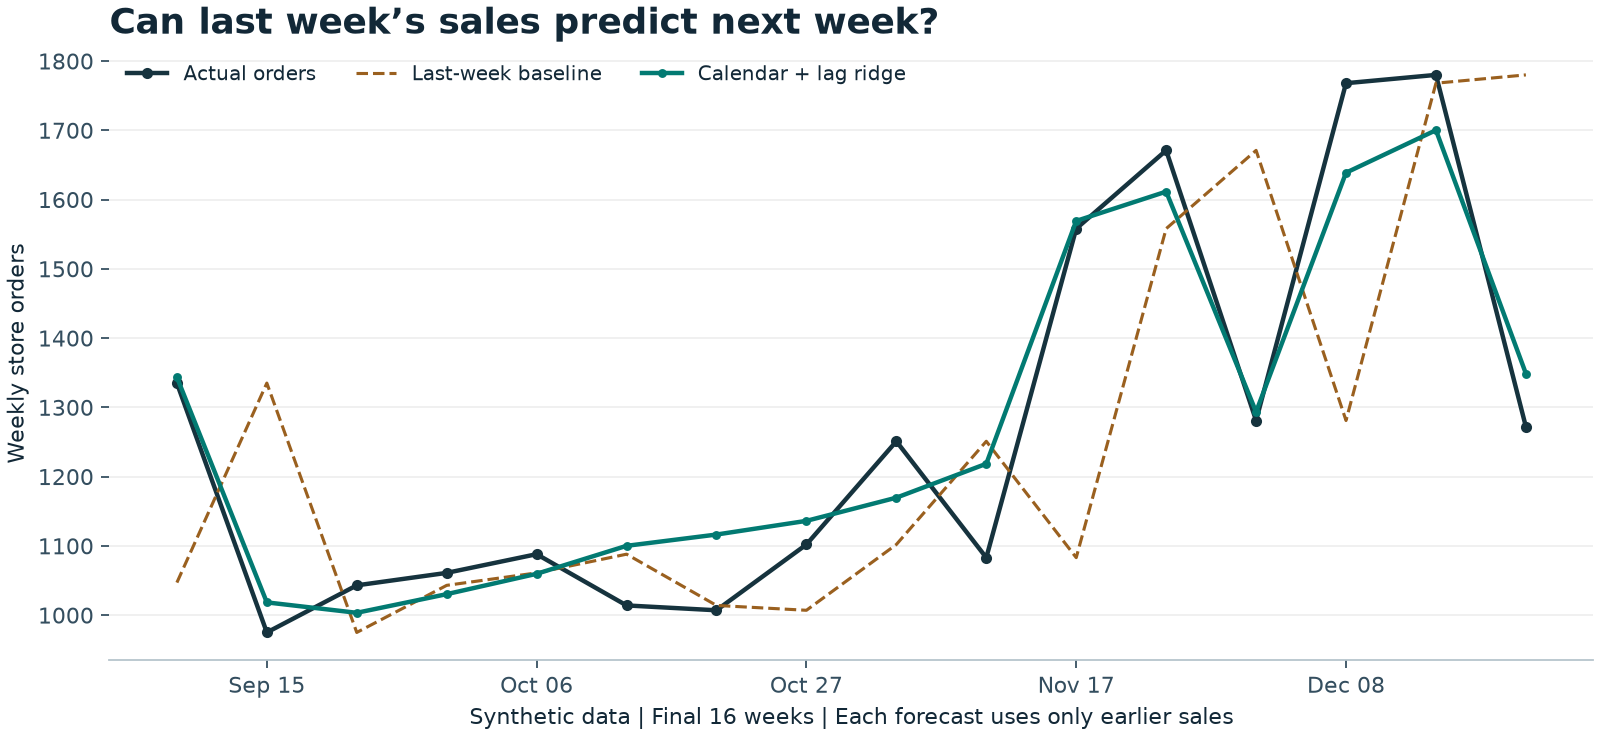 Can last week’s sales predict next week?
Actual orders
Last-week baseline
Calendar + lag ridge
Weekly store orders
1800
1700
1600
1500
1400
1300
1200
1100
1000
Sep 15
Oct 06
Oct 27
Nov 17
Dec 08
Synthetic data | Final 16 weeks | Each forecast uses only earlier sales